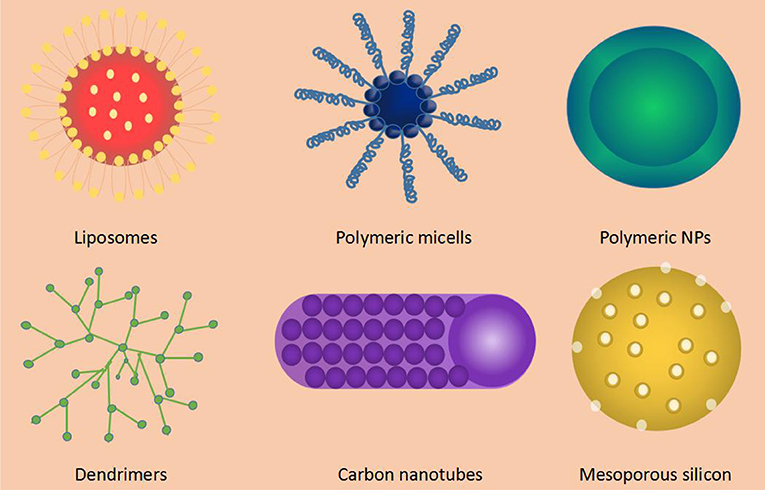 Liposomes
Polymeric micells
Polymeric NPs
Dendrimers
Carbon nanotubes
Mesoporous silicon